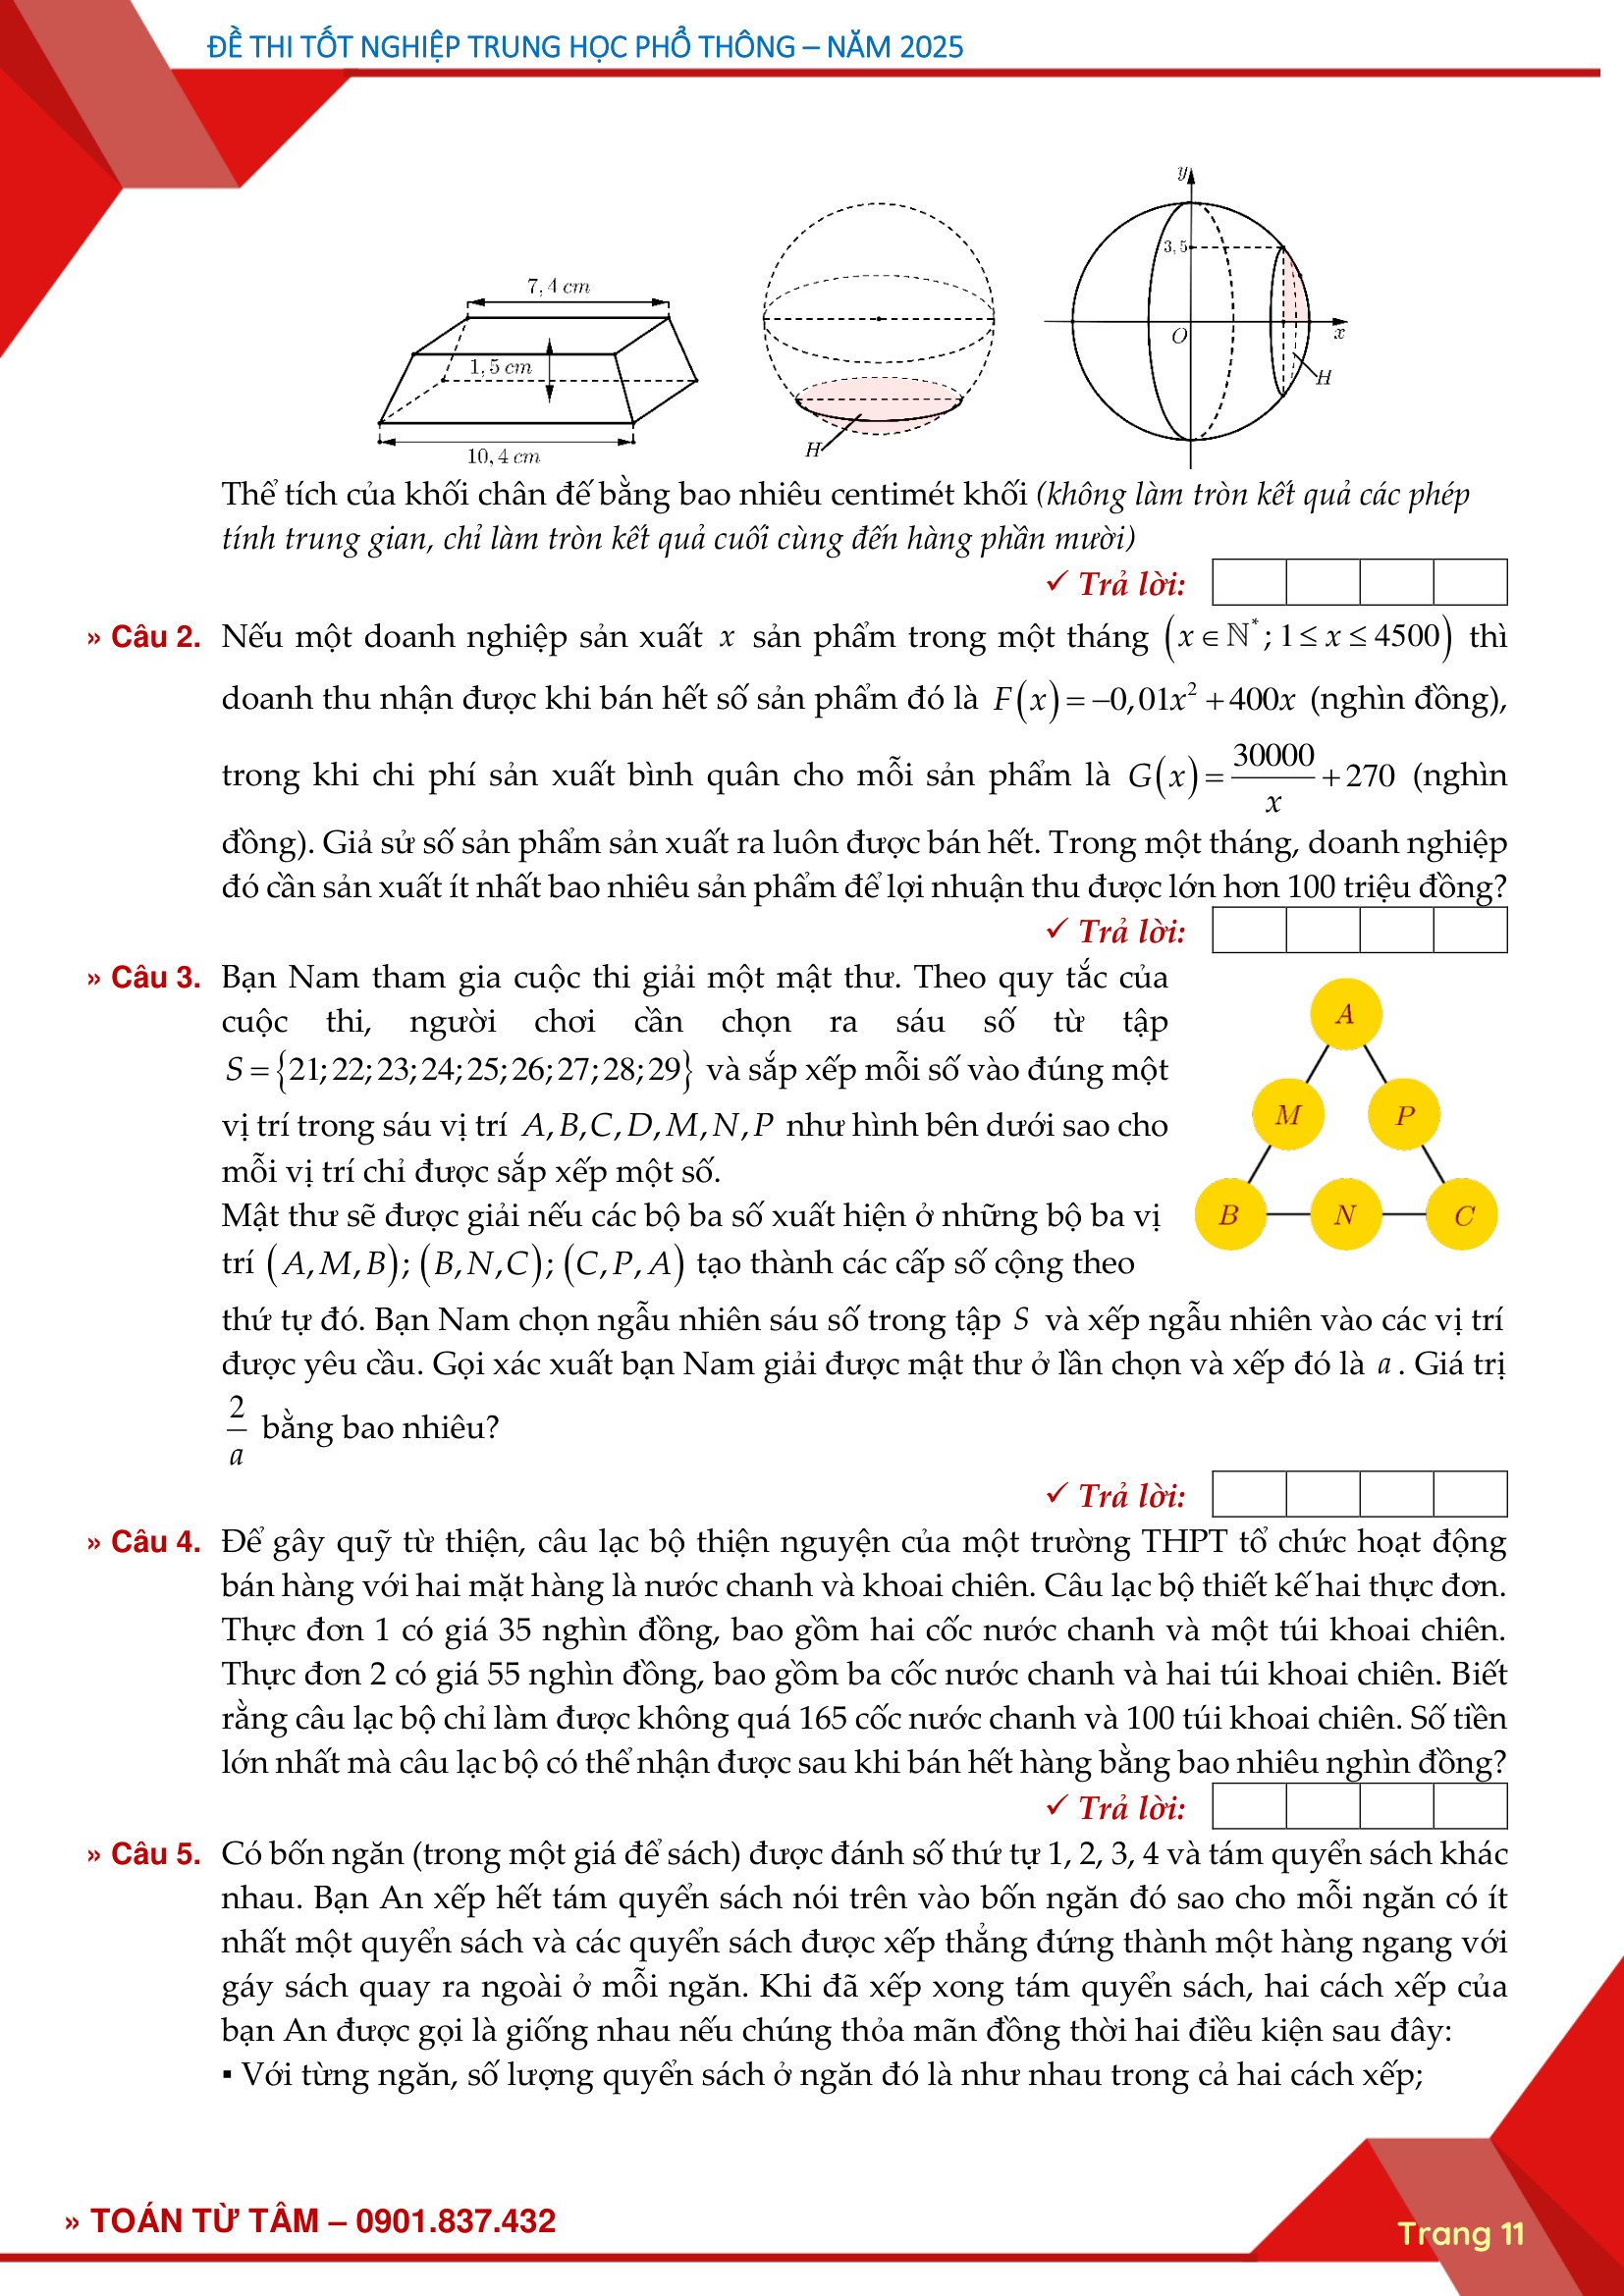 ĐỀ THI TỐT NGHIỆP TRUNG HỌC PHỔ THÔNG – NĂM 2025
7,4 cm
1,5 cm
10,4 cm
H
y
3,5
O
x
H
Thể tích của khối chân đế bằng bao nhiêu centimét khối (không làm tròn kết quả các phép
tính trung gian, chỉ làm tròn kết quả cuối cùng đến hàng phần mười)
✓ Trả lời:
» Câu 2. Nếu một doanh nghiệp sản xuất x sản phẩm trong một tháng (x ∈ ℕ*; 1 ≤ x ≤ 4500) thì
doanh thu nhận được khi bán hết số sản phẩm đó là F(x) = −0,01x² + 400x (nghìn đồng),
trong khi chi phí sản xuất bình quân cho mỗi sản phẩm là G(x) = 30000/x + 270 (nghìn
đồng). Giả sử số sản phẩm sản xuất ra luôn được bán hết. Trong một tháng, doanh nghiệp
đó cần sản xuất ít nhất bao nhiêu sản phẩm để lợi nhuận thu được lớn hơn 100 triệu đồng?
✓ Trả lời:
» Câu 3. Bạn Nam tham gia cuộc thi giải một mật thư. Theo quy tắc của
cuộc thi, người chơi cần chọn ra sáu số từ tập
S = {21; 22; 23; 24; 25; 26; 27; 28; 29} và sắp xếp mỗi số vào đúng một
vị trí trong sáu vị trí A, B, C, D, M, N, P như hình bên dưới sao cho
mỗi vị trí chỉ được sắp xếp một số.
Mật thư sẽ được giải nếu các bộ ba số xuất hiện ở những bộ ba vị
trí (A, M, B); (B, N, C); (C, P, A) tạo thành các cấp số cộng theo
A
M P
B N C
thứ tự đó. Bạn Nam chọn ngẫu nhiên sáu số trong tập S và xếp ngẫu nhiên vào các vị trí
được yêu cầu. Gọi xác xuất bạn Nam giải được mật thư ở lần chọn và xếp đó là a. Giá trị
2/a bằng bao nhiêu?
✓ Trả lời:
» Câu 4. Để gây quỹ từ thiện, câu lạc bộ thiện nguyện của một trường THPT tổ chức hoạt động
bán hàng với hai mặt hàng là nước chanh và khoai chiên. Câu lạc bộ thiết kế hai thực đơn.
Thực đơn 1 có giá 35 nghìn đồng, bao gồm hai cốc nước chanh và một túi khoai chiên.
Thực đơn 2 có giá 55 nghìn đồng, bao gồm ba cốc nước chanh và hai túi khoai chiên. Biết
rằng câu lạc bộ chỉ làm được không quá 165 cốc nước chanh và 100 túi khoai chiên. Số tiền
lớn nhất mà câu lạc bộ có thể nhận được sau khi bán hết hàng bằng bao nhiêu nghìn đồng?
✓ Trả lời:
» Câu 5. Có bốn ngăn (trong một giá để sách) được đánh số thứ tự 1, 2, 3, 4 và tám quyển sách khác
nhau. Bạn An xếp hết tám quyển sách nói trên vào bốn ngăn đó sao cho mỗi ngăn có ít
nhất một quyển sách và các quyển sách được xếp thẳng đứng thành một hàng ngang với
gáy sách quay ra ngoài ở mỗi ngăn. Khi đã xếp xong tám quyển sách, hai cách xếp của
bạn An được gọi là giống nhau nếu chúng thỏa mãn đồng thời hai điều kiện sau đây:
▪ Với từng ngăn, số lượng quyển sách ở ngăn đó là như nhau trong cả hai cách xếp;
» TOÁN TỪ TÂM – 0901.837.432
Trang 11